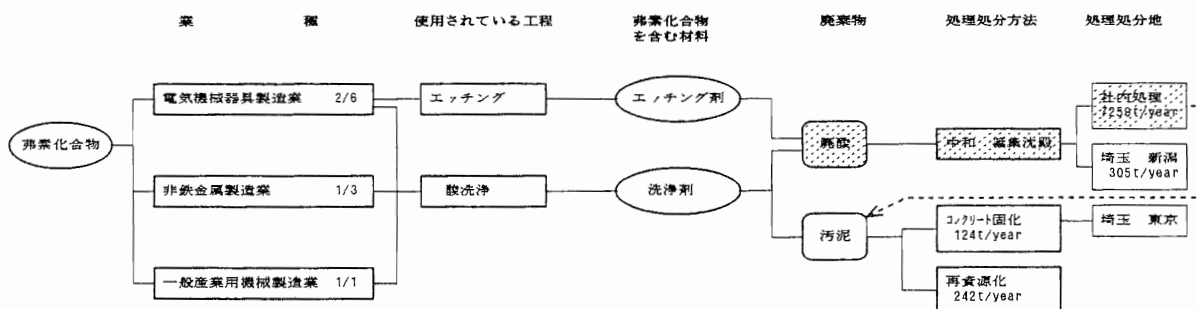 業 種 使用されている工程 弗素化合物 廃棄物 処理処分方法 処理処分地
を含む材料
電気機械器具製造業 2/6
エッチング
エッチング剤
社内処理
7258t/year
弗素化合物
廃酸
中和 凝集沈殿
埼玉 新潟
305t/year
非鉄金属製造業 1/3
酸洗浄
洗浄剤
汚泥
コンクリート固化
124t/year
埼玉 東京
一般産業用機械製造業 1/1
再資源化
242t/year